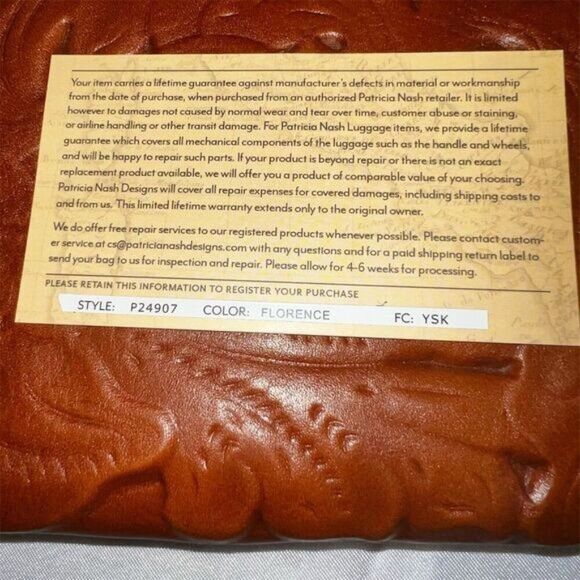 Your item carries a lifetime guarantee against manufacturer's defects in material or workmanship
from the date of purchase, when purchased from an authorized Patricia Nash retailer. It is limited
however to damages not caused by normal wear and tear over time, customer abuse or staining,
or airline handling or other transit damage. For Patricia Nash Luggage items, we provide a lifetime
guarantee which covers all mechanical components of the luggage such as the handle and wheels,
and will be happy to repair such parts. If your product is beyond repair or there is not an exact
replacement product available, we will offer you a product of comparable value of your choosing.
Patricia Nash Designs will cover all repair expenses for covered damages, including shipping costs to
and from us. This limited lifetime warranty extends only to the original owner.
We do offer free repair services to our registered products whenever possible. Please contact custom-
er service at cs@patricianashdesigns.com with any questions and for a paid shipping return label to
send your bag to us for inspection and repair. Please allow for 4-6 weeks for processing.
PLEASE RETAIN THIS INFORMATION TO REGISTER YOUR PURCHASE
STYLE: P24907 COLOR: FLORENCE FC: YSK